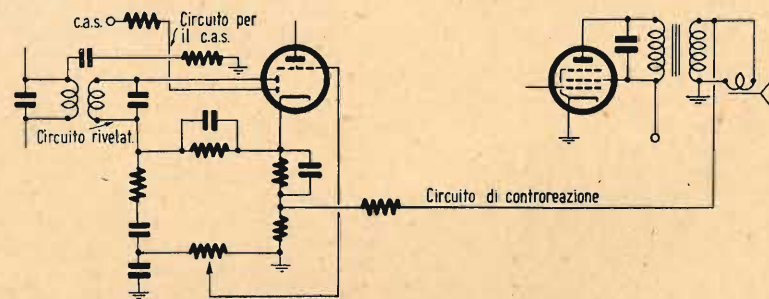 c.a.s.
Circuito per
il c.a.s.
Circuito rivelat.
Circuito di controreazione